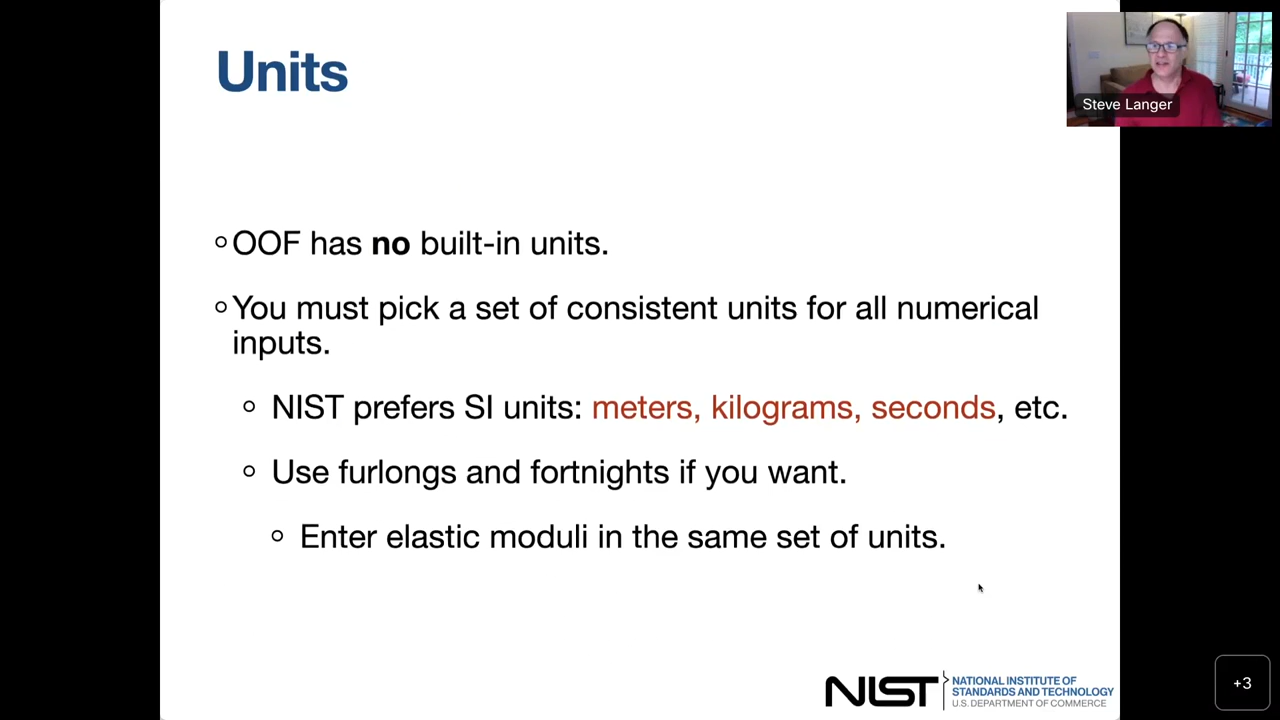 Units
Steve Langer
OOF has no built-in units.
You must pick a set of consistent units for all numerical
inputs.
NIST prefers SI units: meters, kilograms, seconds, etc.
Use furlongs and fortnights if you want.
Enter elastic moduli in the same set of units.
NIST
NATIONAL INSTITUTE OF
STANDARDS AND TECHNOLOGY
U.S. DEPARTMENT OF COMMERCE
+3